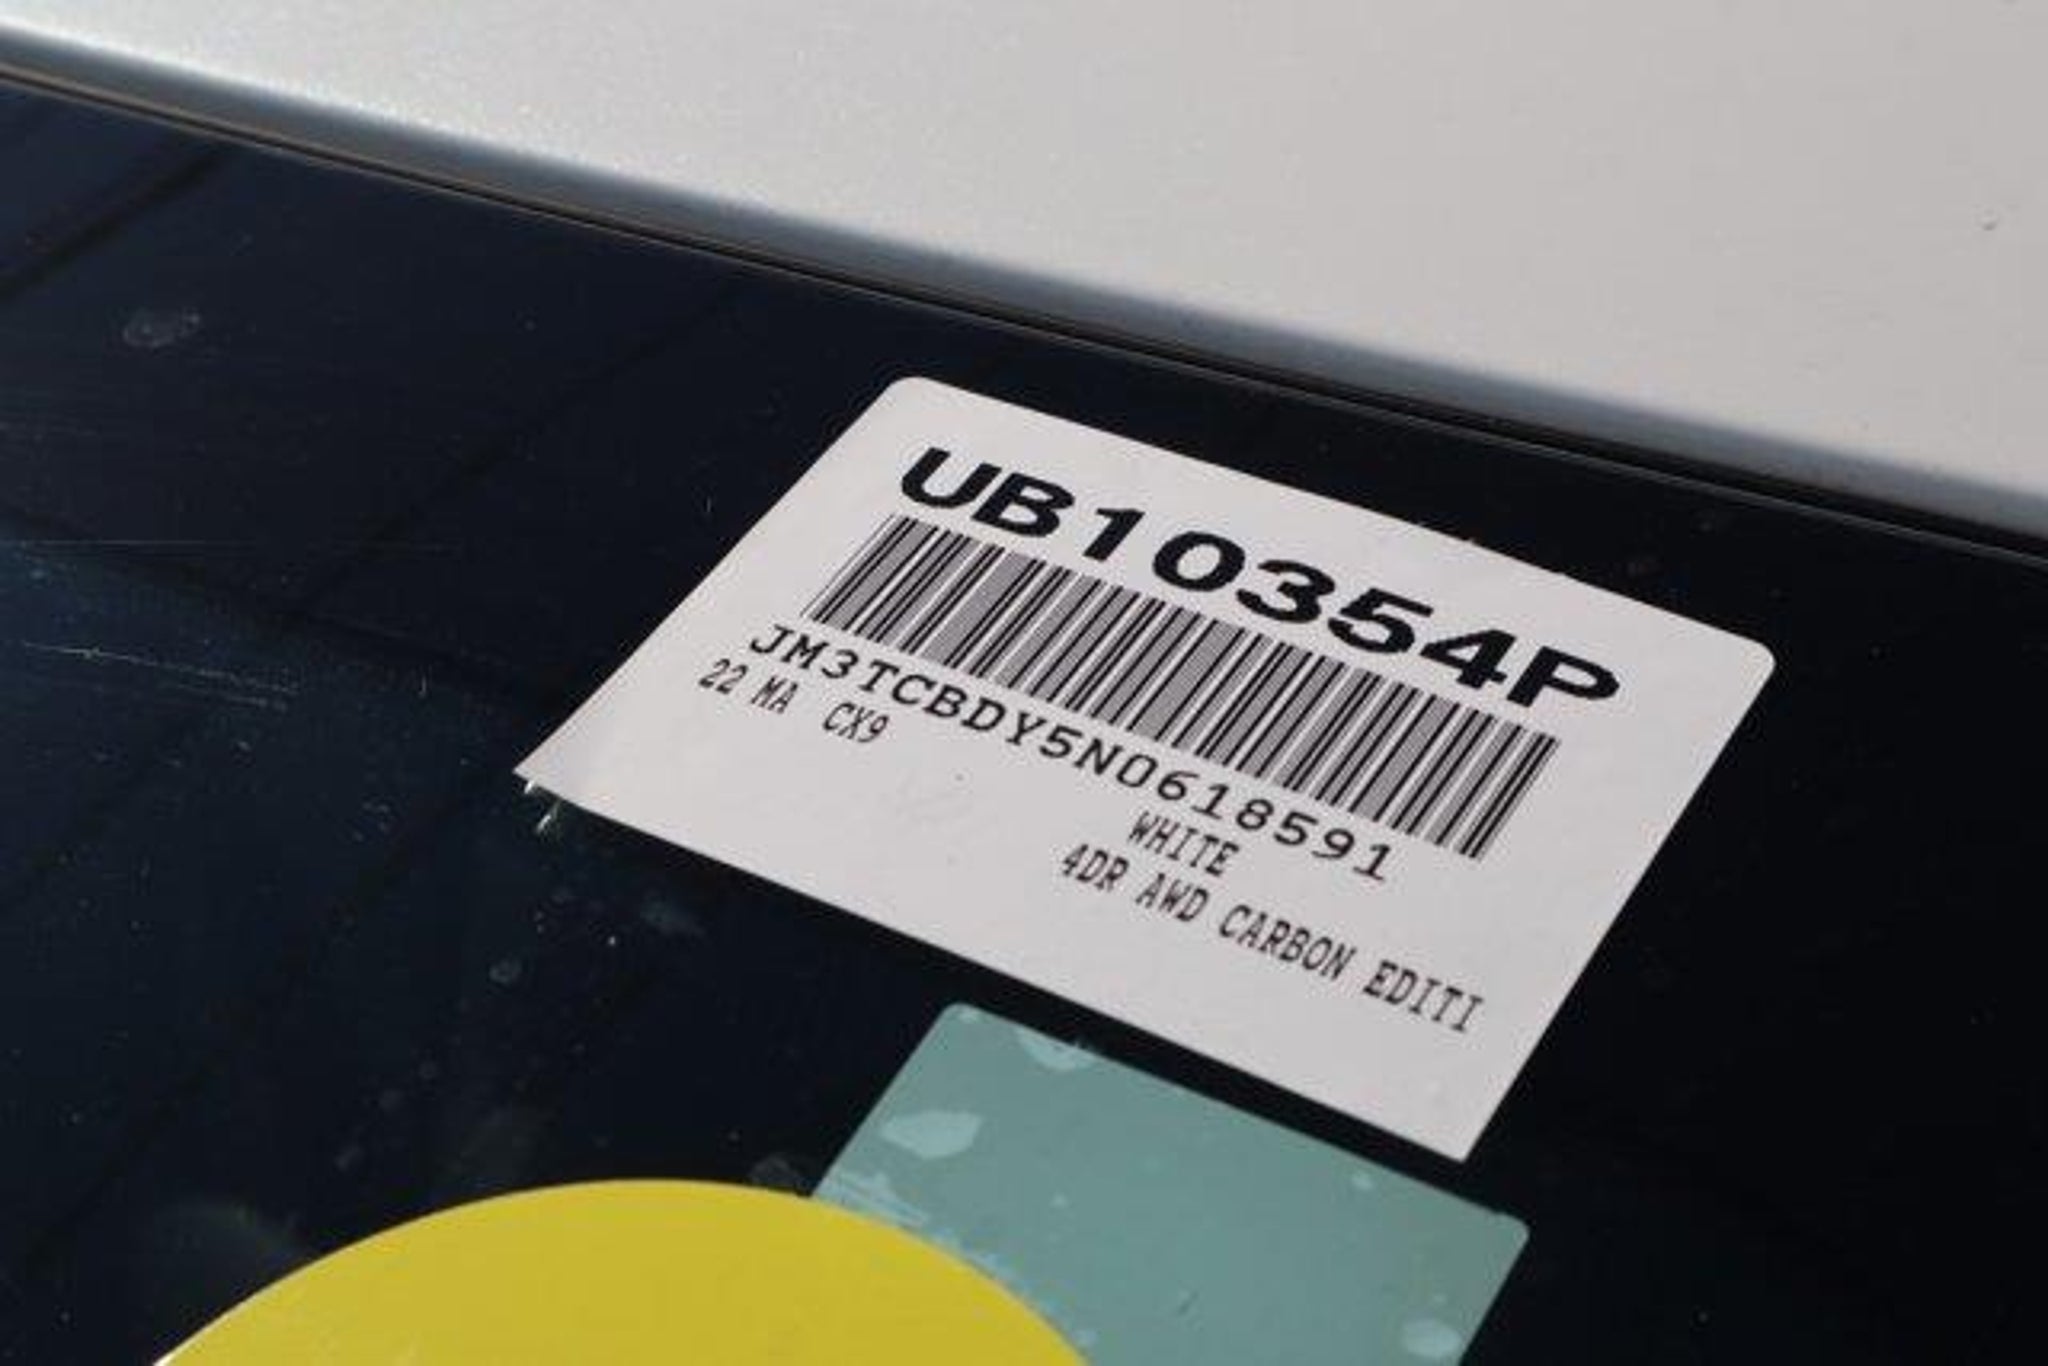 UB10354P
JM3TCBDY5N0618591
22 MA CX9 WHITE
4DR AWD CARBON EDITI